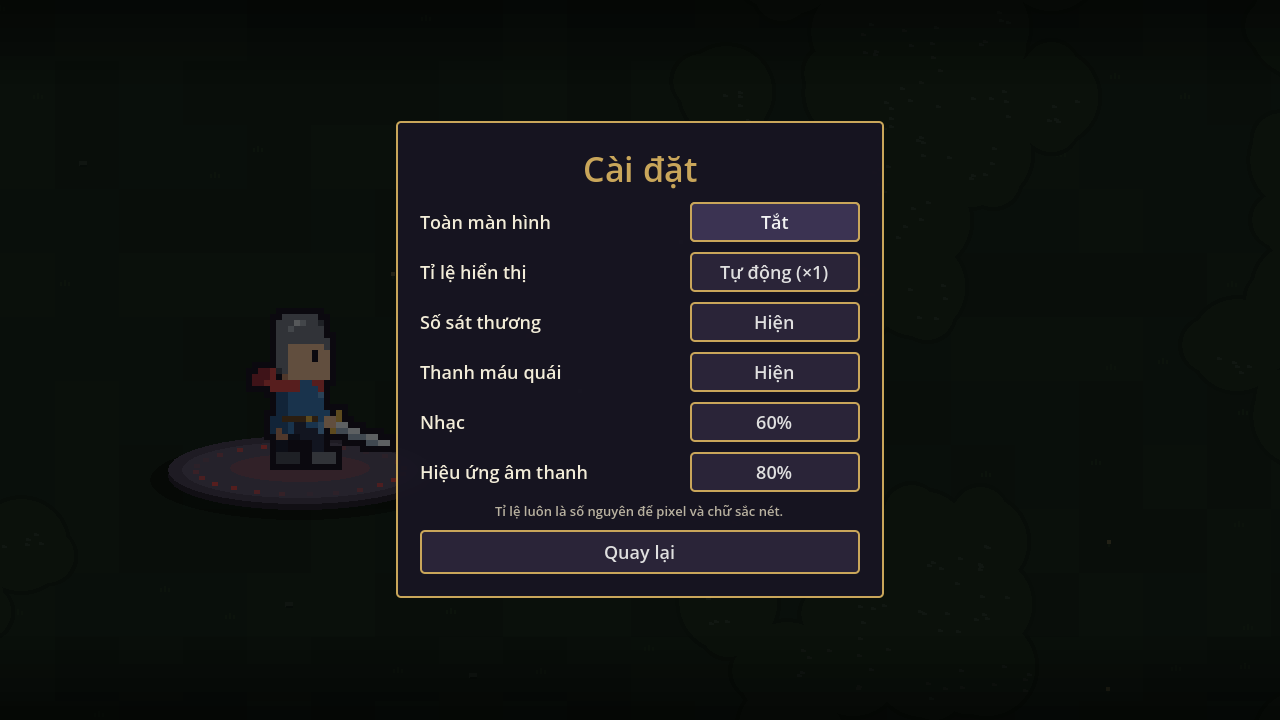 Cài đặt
Toàn màn hình Tắt
Tỉ lệ hiển thị Tự động (×1)
Số sát thương Hiện
Thanh máu quái Hiện
Nhạc 60%
Hiệu ứng âm thanh 80%
Tỉ lệ luôn là số nguyên để pixel và chữ sắc nét.
Quay lại